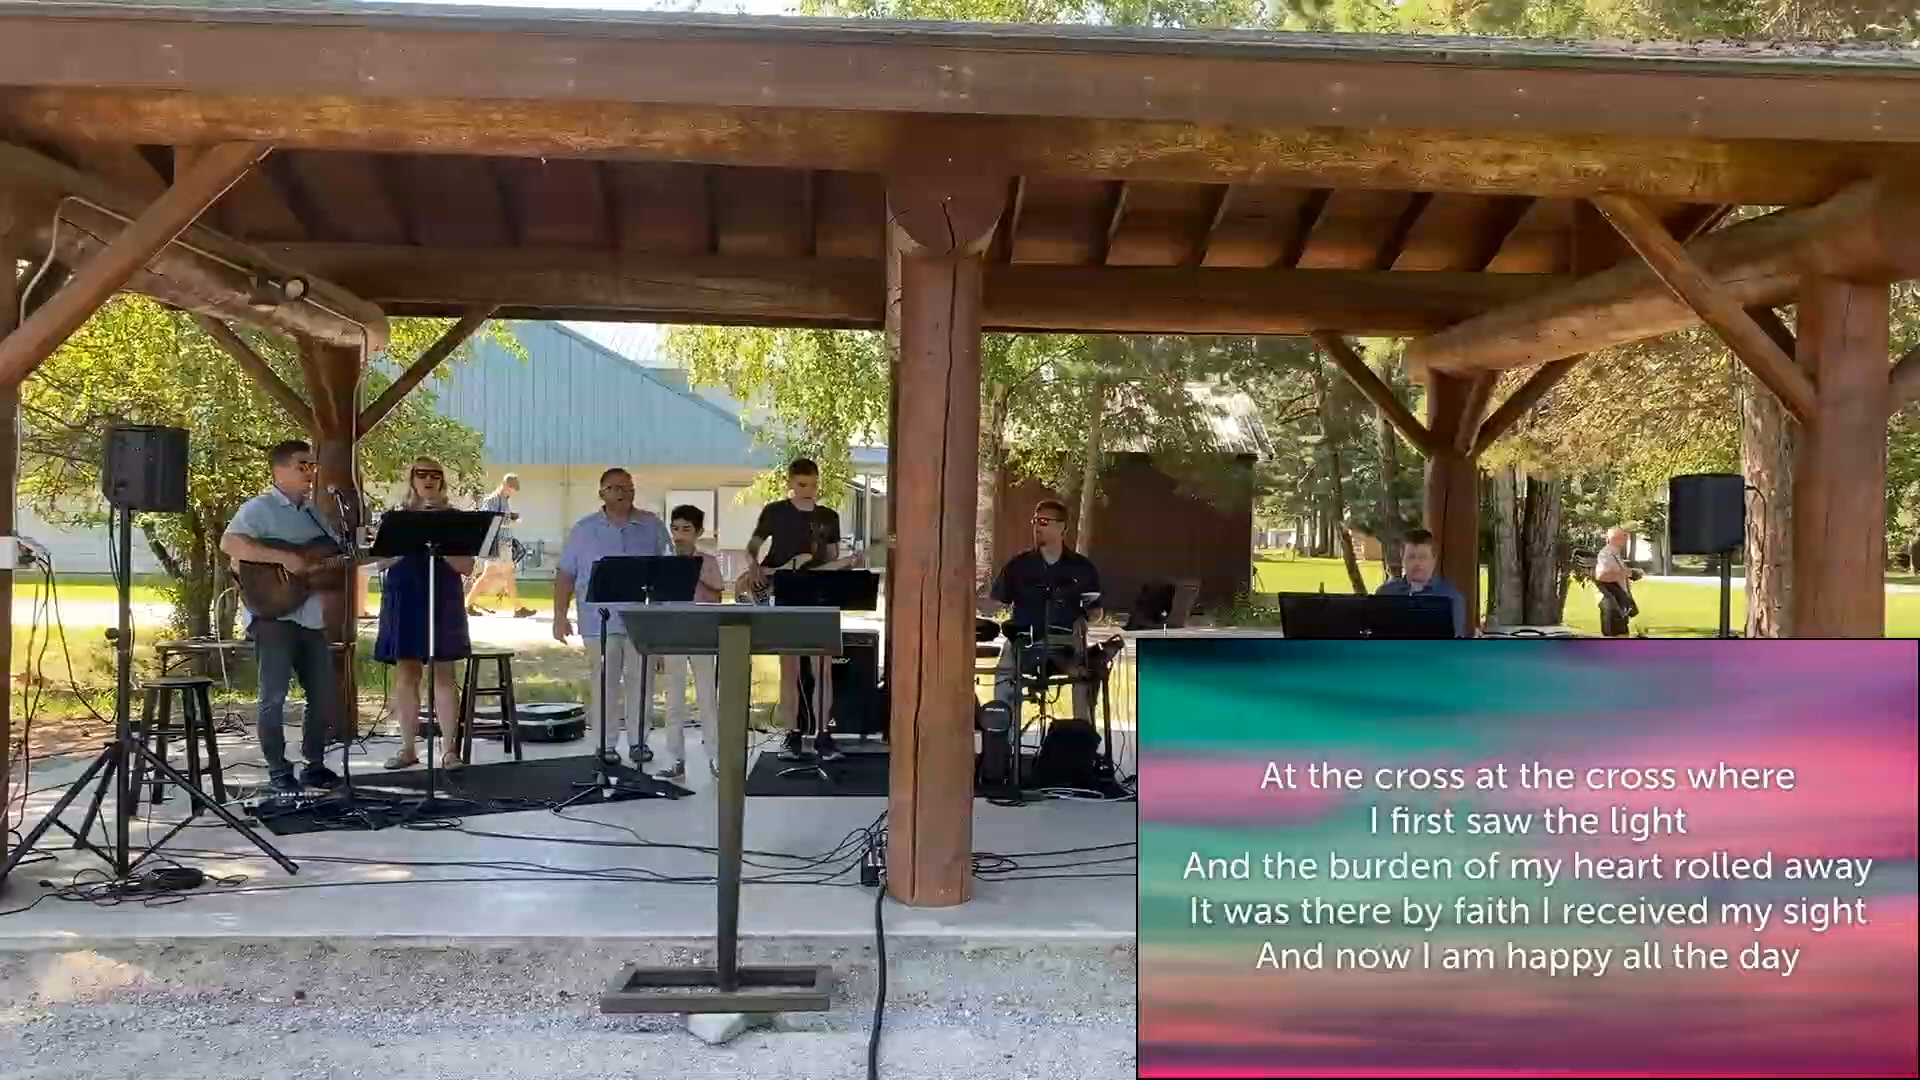 At the cross at the cross where
I first saw the light
And the burden of my heart rolled away
It was there by faith I received my sight
And now I am happy all the day